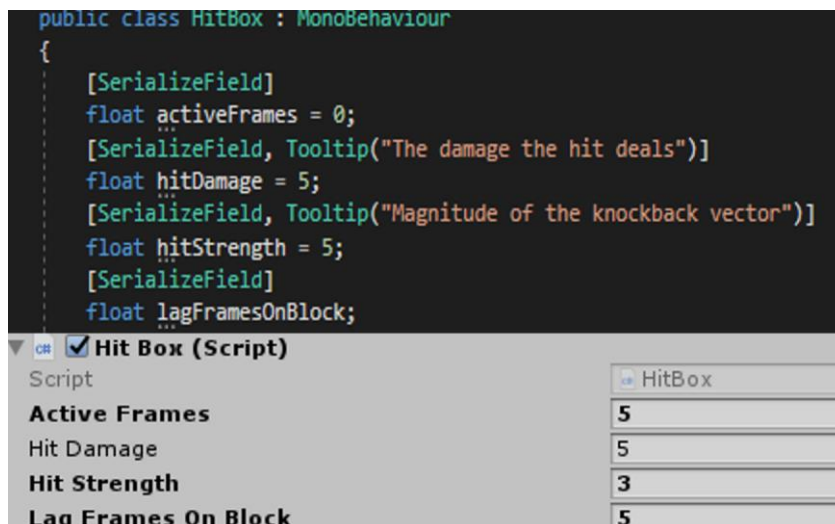 public class HitBox : MonoBehaviour
{
[SerializeField]
float activeFrames = 0;
[SerializeField, Tooltip("The damage the hit deals")]
float hitDamage = 5;
[SerializeField, Tooltip("Magnitude of the knockback vector")]
float hitStrength = 5;
[SerializeField]
float lagFramesOnBlock;
c# Hit Box (Script)
Script HitBox
Active Frames 5
Hit Damage 5
Hit Strength 3
Lag Frames On Block 5